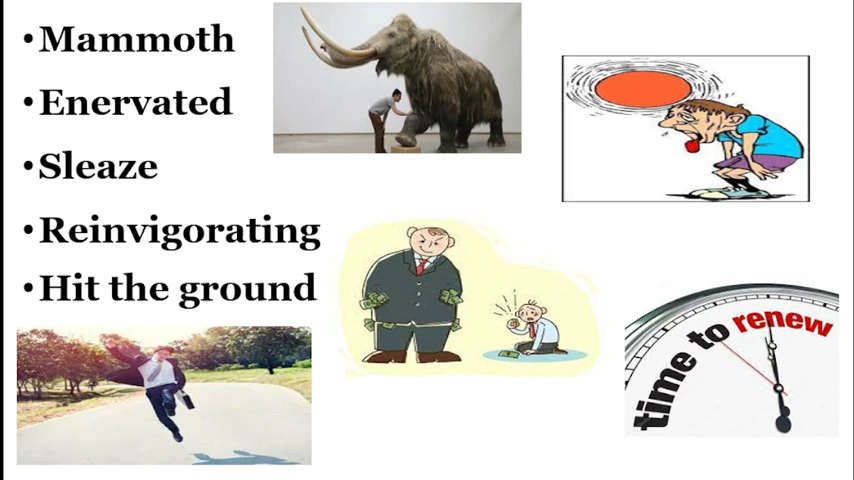 •Mammoth
•Enervated
•Sleaze
•Reinvigorating
•Hit the ground
time to renew